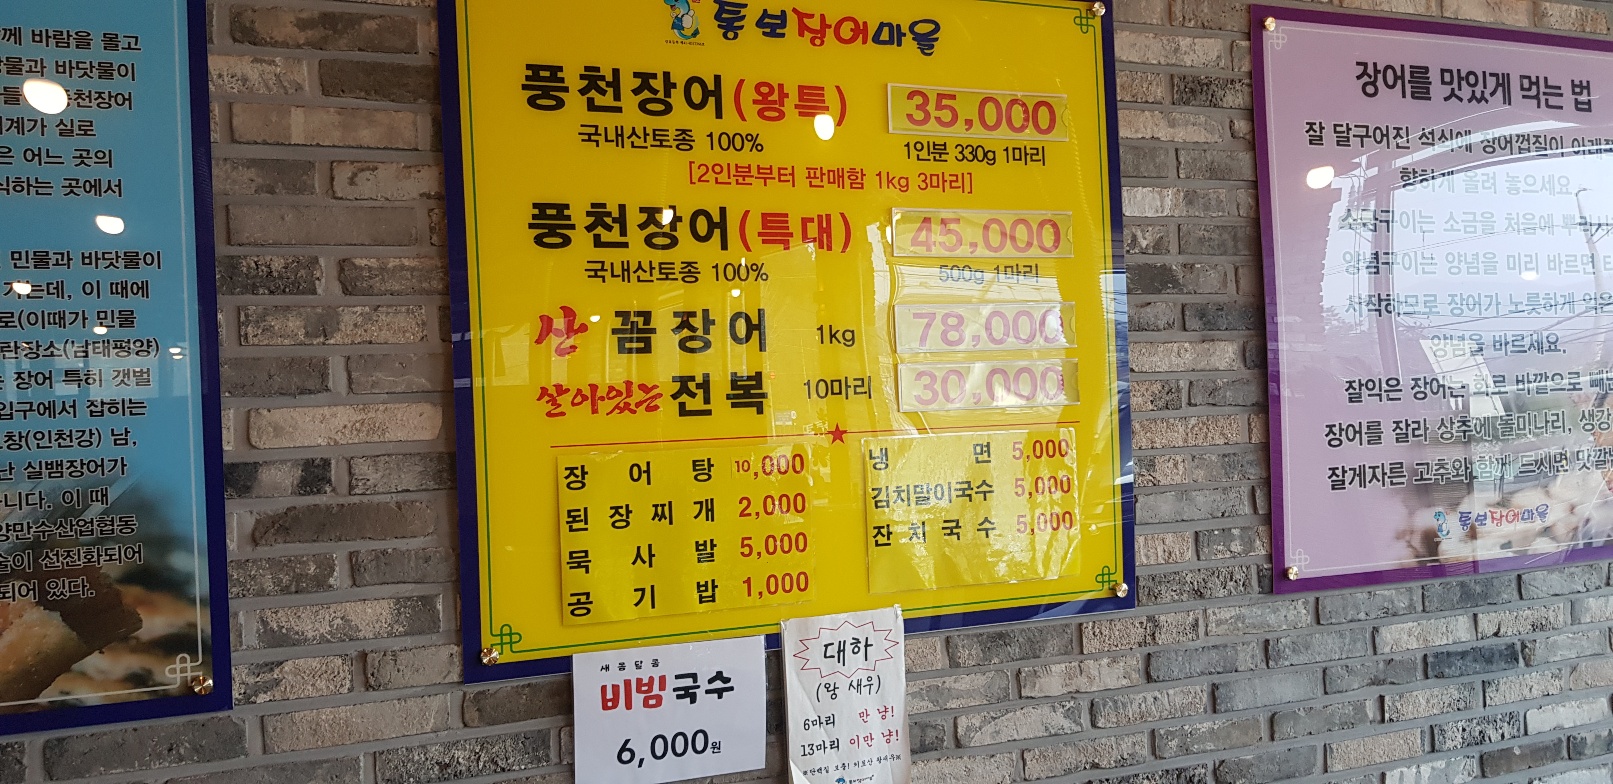 께 바람을 몰고
강물과 바닷물이
풍천장어
어느 곳의
하는 곳에서
민물과 바닷물이
가는데, 이 때에
로(이때가 민물
란장소(남태평양)
장어 특히 갯벌
입구에서 잡히는
창(인천강) 남,
난 실뱀장어가
니다. 이 때
양만수산업협동
술이 선진화되어
되어 있다.
통보장어마을
풍천장어(왕특) 35,000
국내산토종 100% 1인분 330g 1마리
[2인분부터 판매함 1kg 3마리]
풍천장어(특대) 45,000
국내산토종 100% 500g 1마리
산 꼼장어 1kg 78,000
살아있는 전복 10마리 30,000
장어탕 10,000
된장찌개 2,000
묵사발 5,000
공기밥 1,000
냉면 5,000
김치말이국수 5,000
잔치국수 5,000
새콤달콤
비빔국수
6,000원
대하
(왕 새우)
6마리 만 냥!
13마리 이만 냥!
장어를 맛있게 먹는 법
잘 달구어진 석쇠에 장어껍질이 아래로
향하게 올려 놓으세요.
소금구이는 소금을 처음에
양념구이는 양념을 미리 바르면
시작하므로 장어가 노릇하게 익은
양념을 바르세요.
잘익은 장어는 화로 바깥으로
장어를 잘라 상추에 돌미나리, 생강
잘게자른 고추와 함께 드시면
통보장어마을